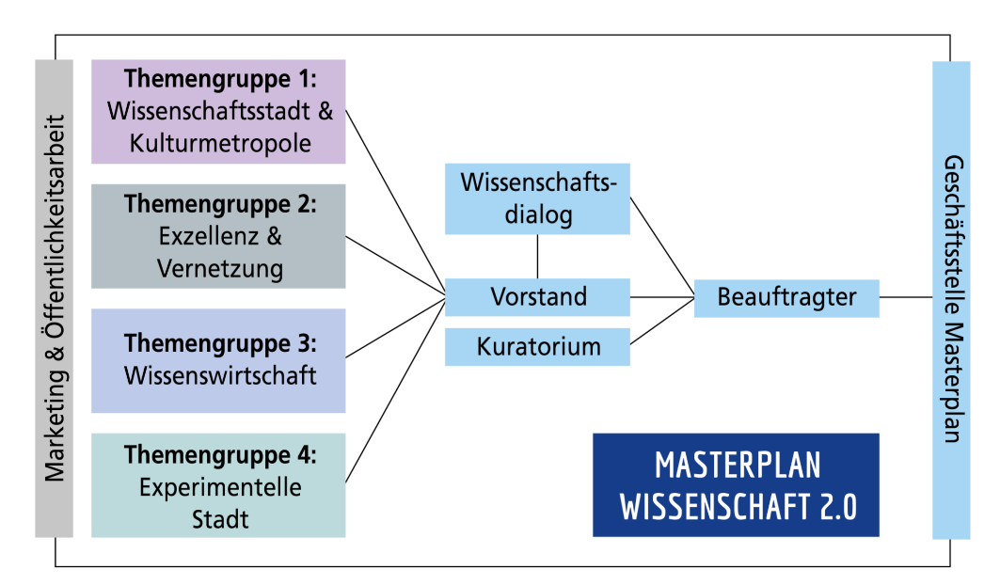 Marketing & Öffentlichkeitsarbeit
Themengruppe 1:
Wissenschaftsstadt &
Kulturmetropole
Themengruppe 2:
Exzellenz &
Vernetzung
Themengruppe 3:
Wissenswirtschaft
Themengruppe 4:
Experimentelle
Stadt
Wissenschafts-
dialog
Vorstand
Kuratorium
Beauftragter
Geschäftsstelle Masterplan
MASTERPLAN
WISSENSCHAFT 2.0